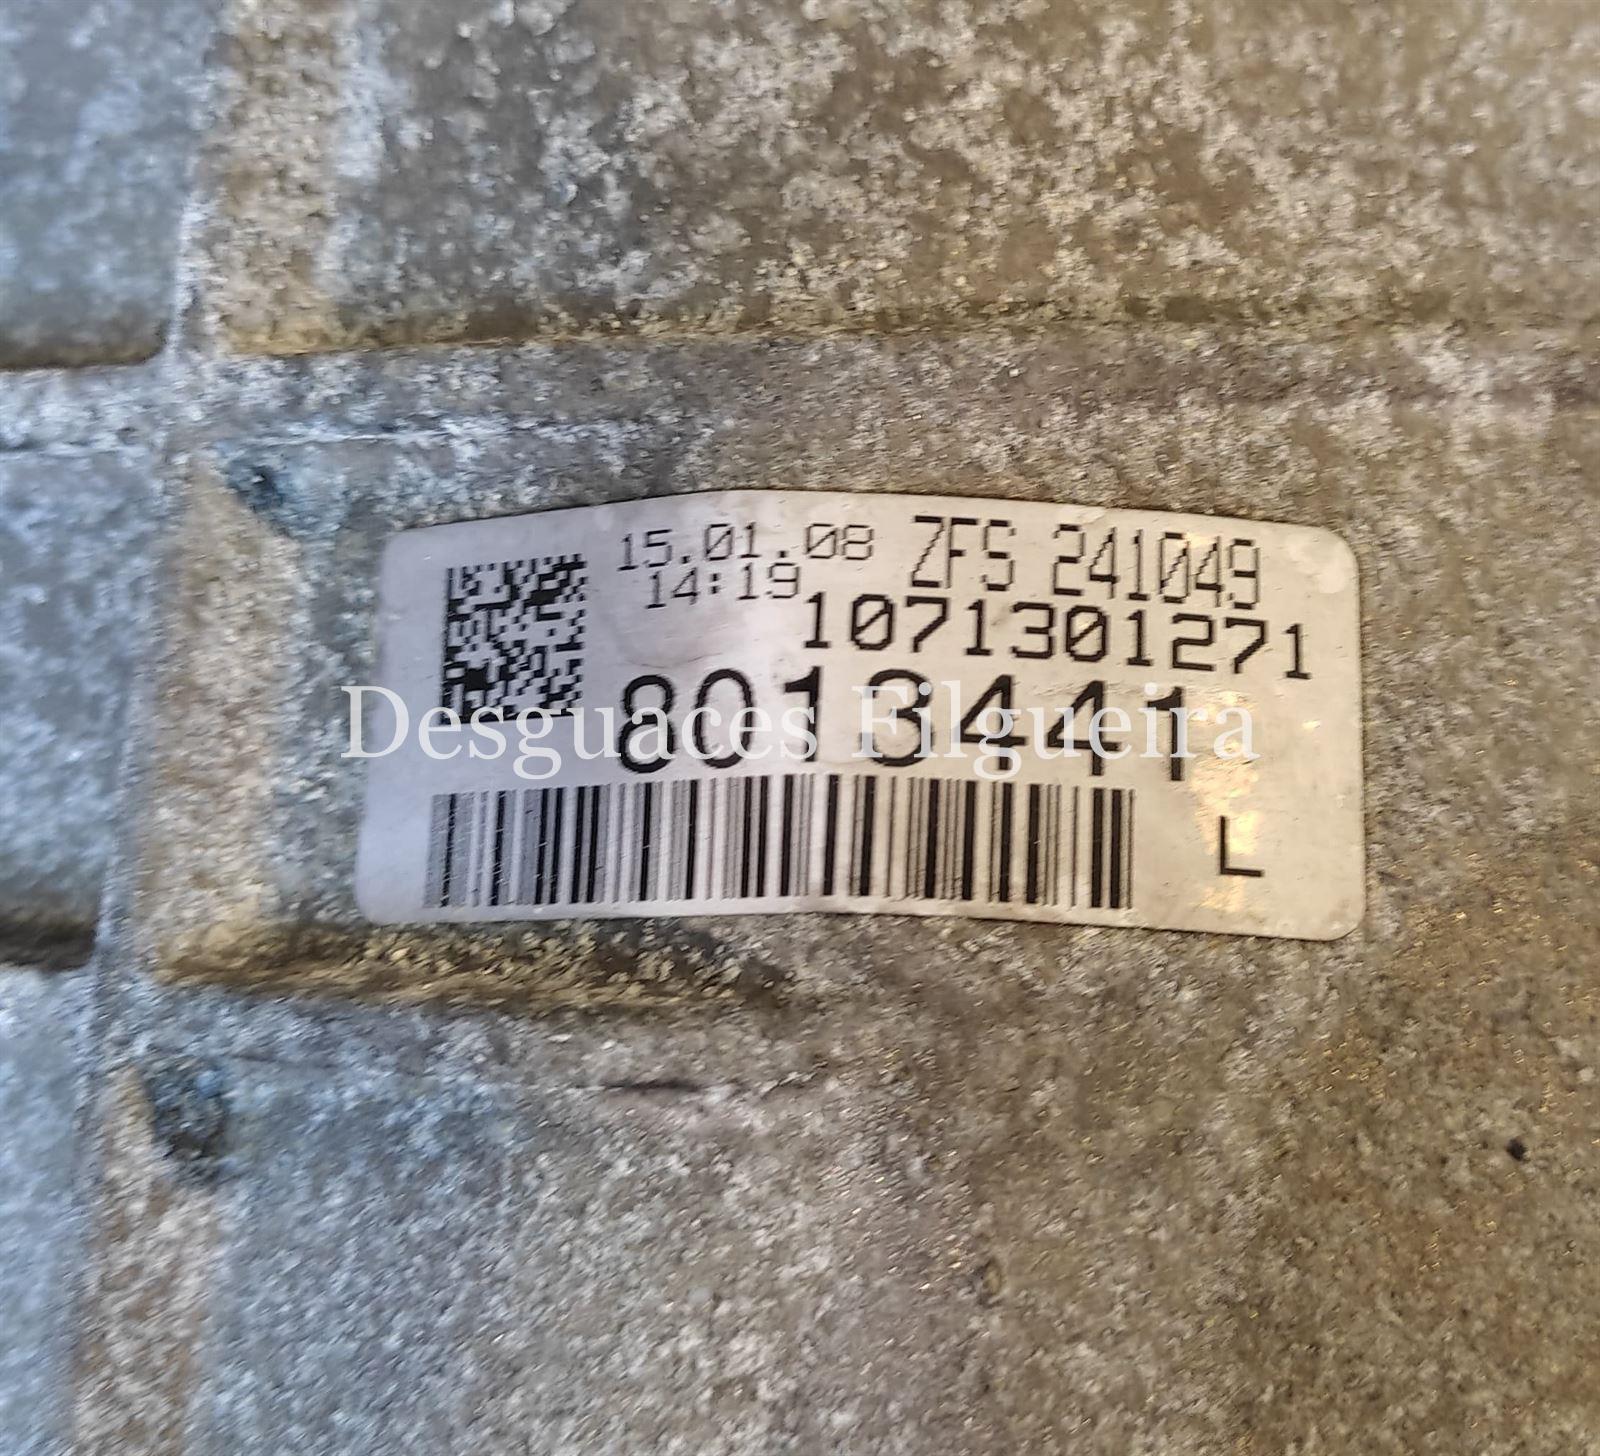 15.01.08 ZFS 241049
14:19
1071301271
8013441
Desguaces Filgueira
L